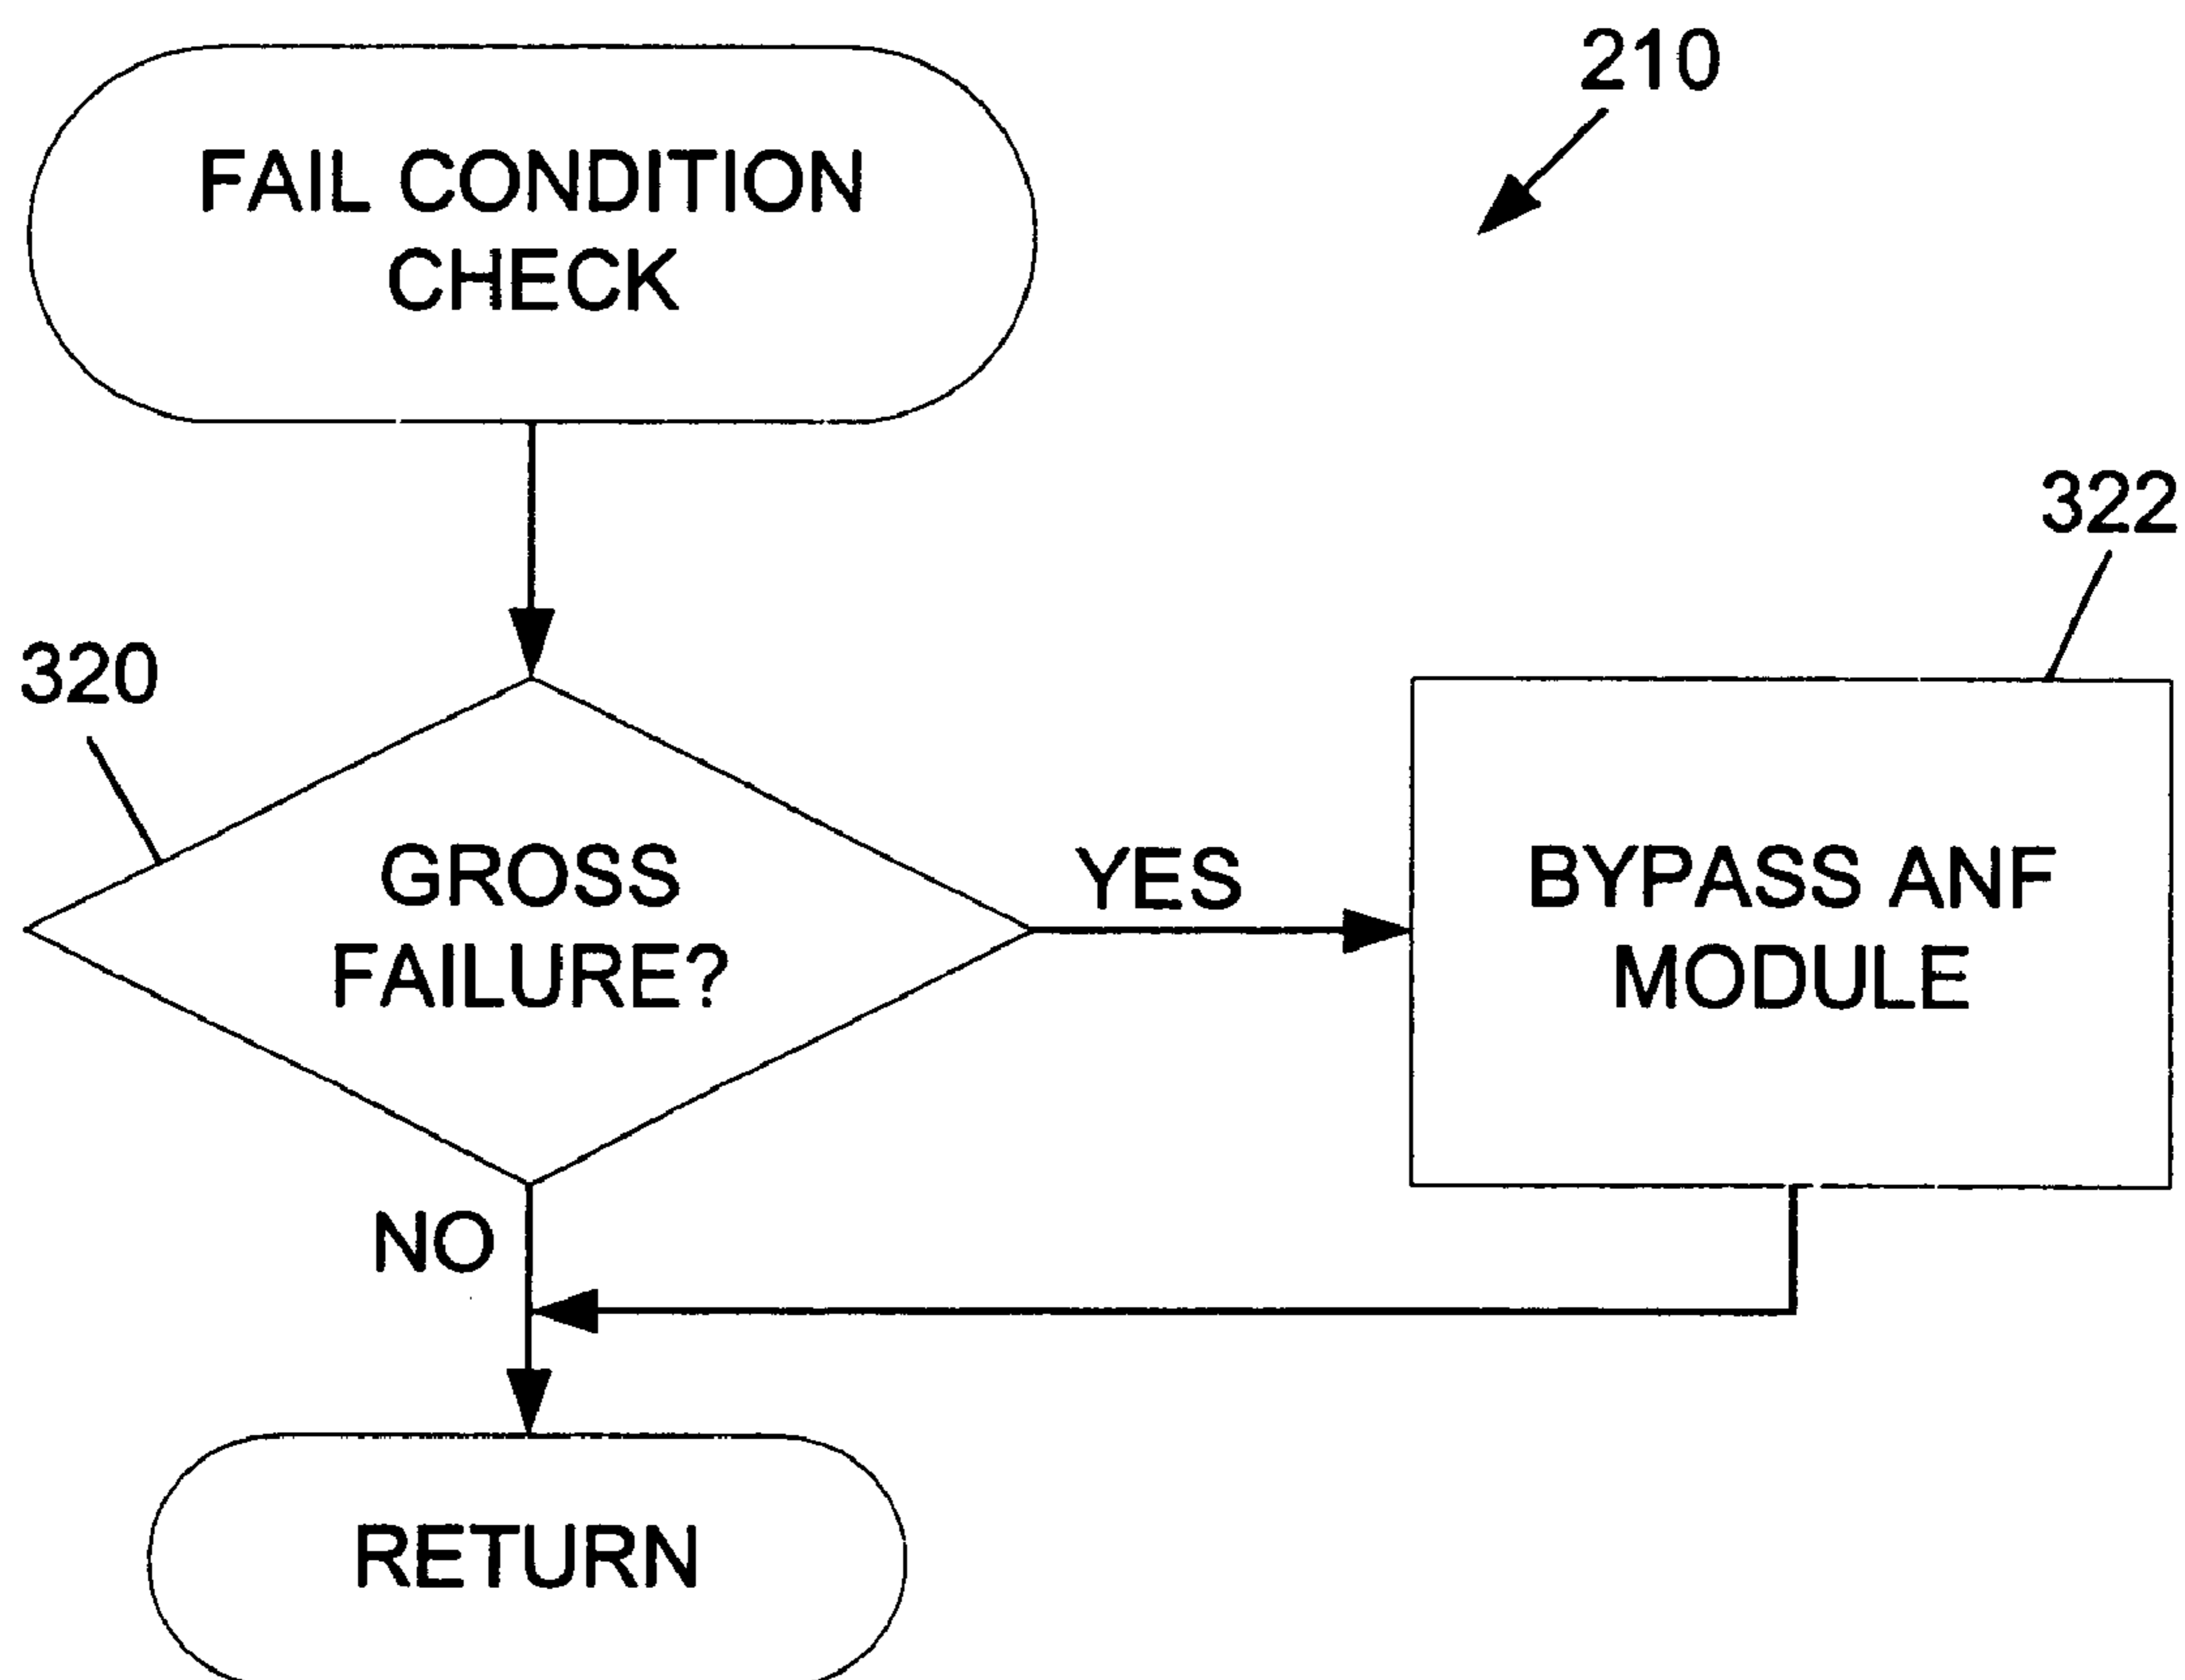 210
FAIL CONDITION
CHECK
322
320
GROSS
FAILURE?
YES
BYPASS ANF
MODULE
NO
RETURN